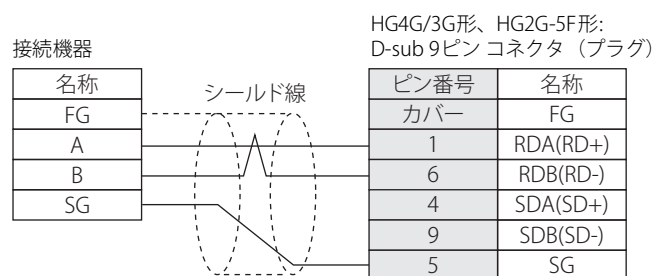 HG4G/3G形、HG2G-5F形:
接続機器
D-sub 9ピン コネクタ（プラグ）
名称
シールド線
ピン番号 名称
FG
カバー FG
A
1 RDA(RD+)
B
6 RDB(RD-)
SG
4 SDA(SD+)
9 SDB(SD-)
5 SG